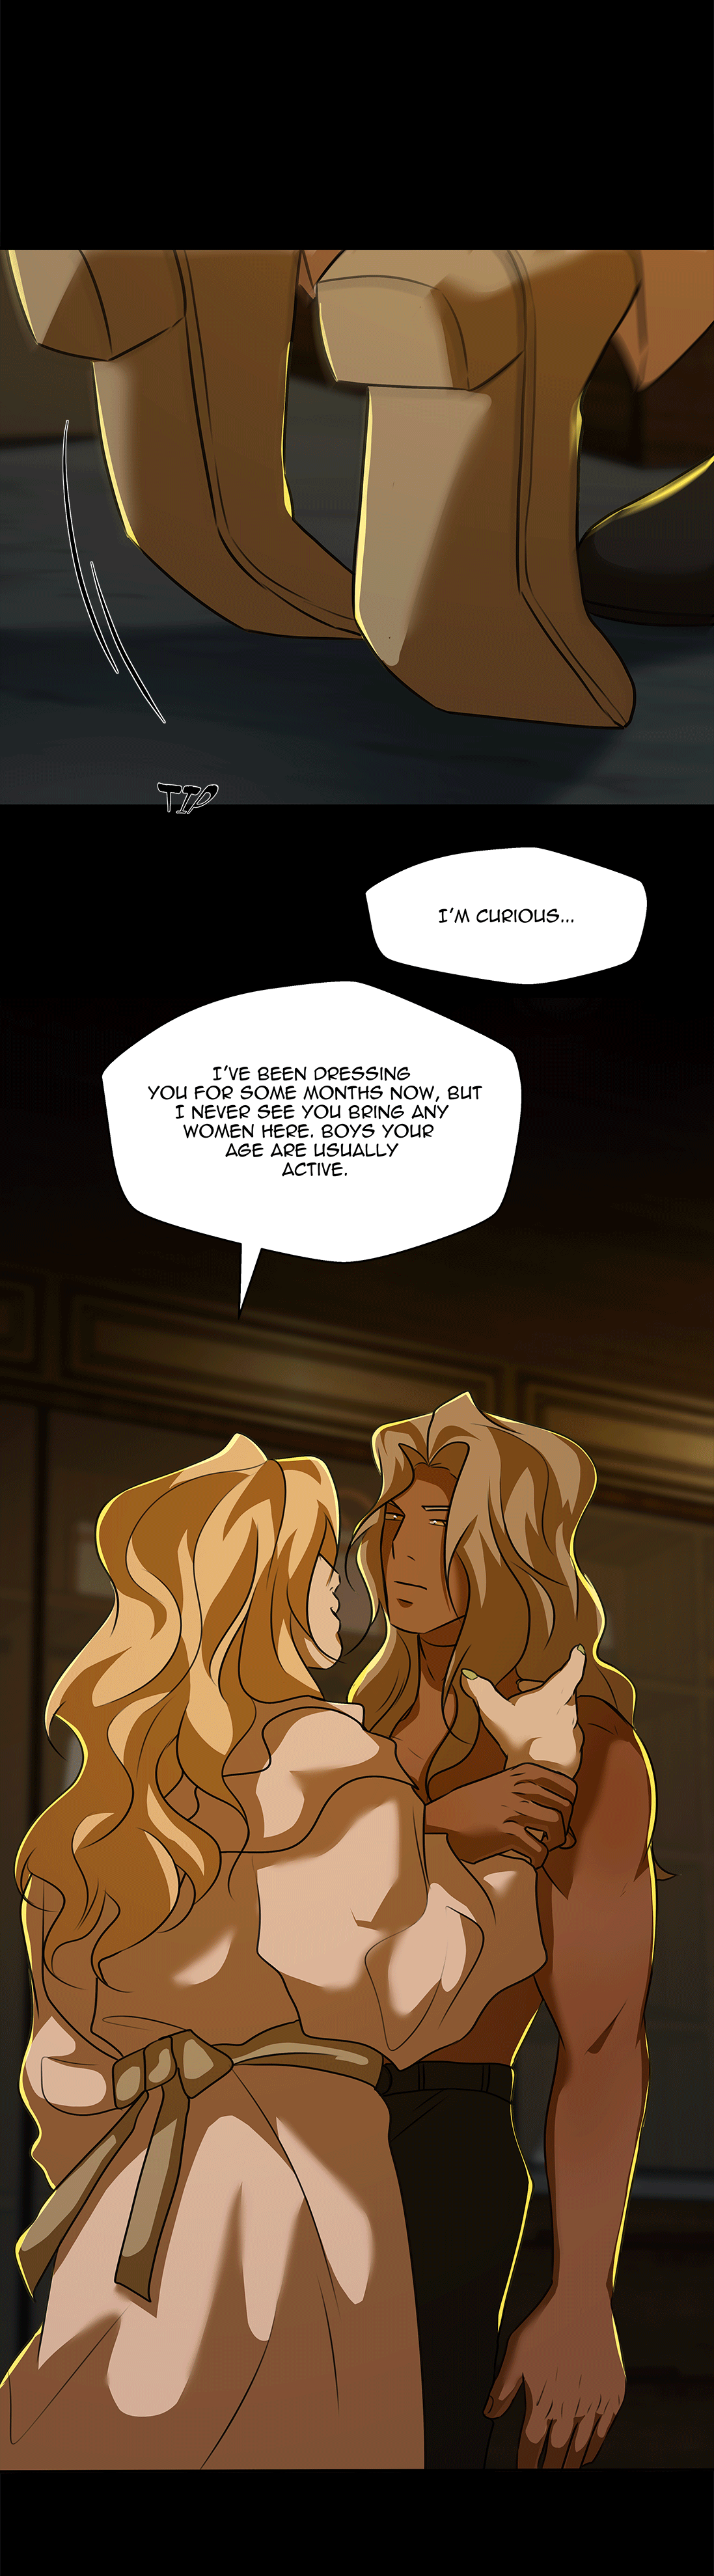 TIP
I'M CURIOUS...
I'VE BEEN DRESSING
YOU FOR SOME MONTHS NOW, BUT
I NEVER SEE YOU BRING ANY
WOMEN HERE. BOYS YOUR
AGE ARE USUALLY
ACTIVE.